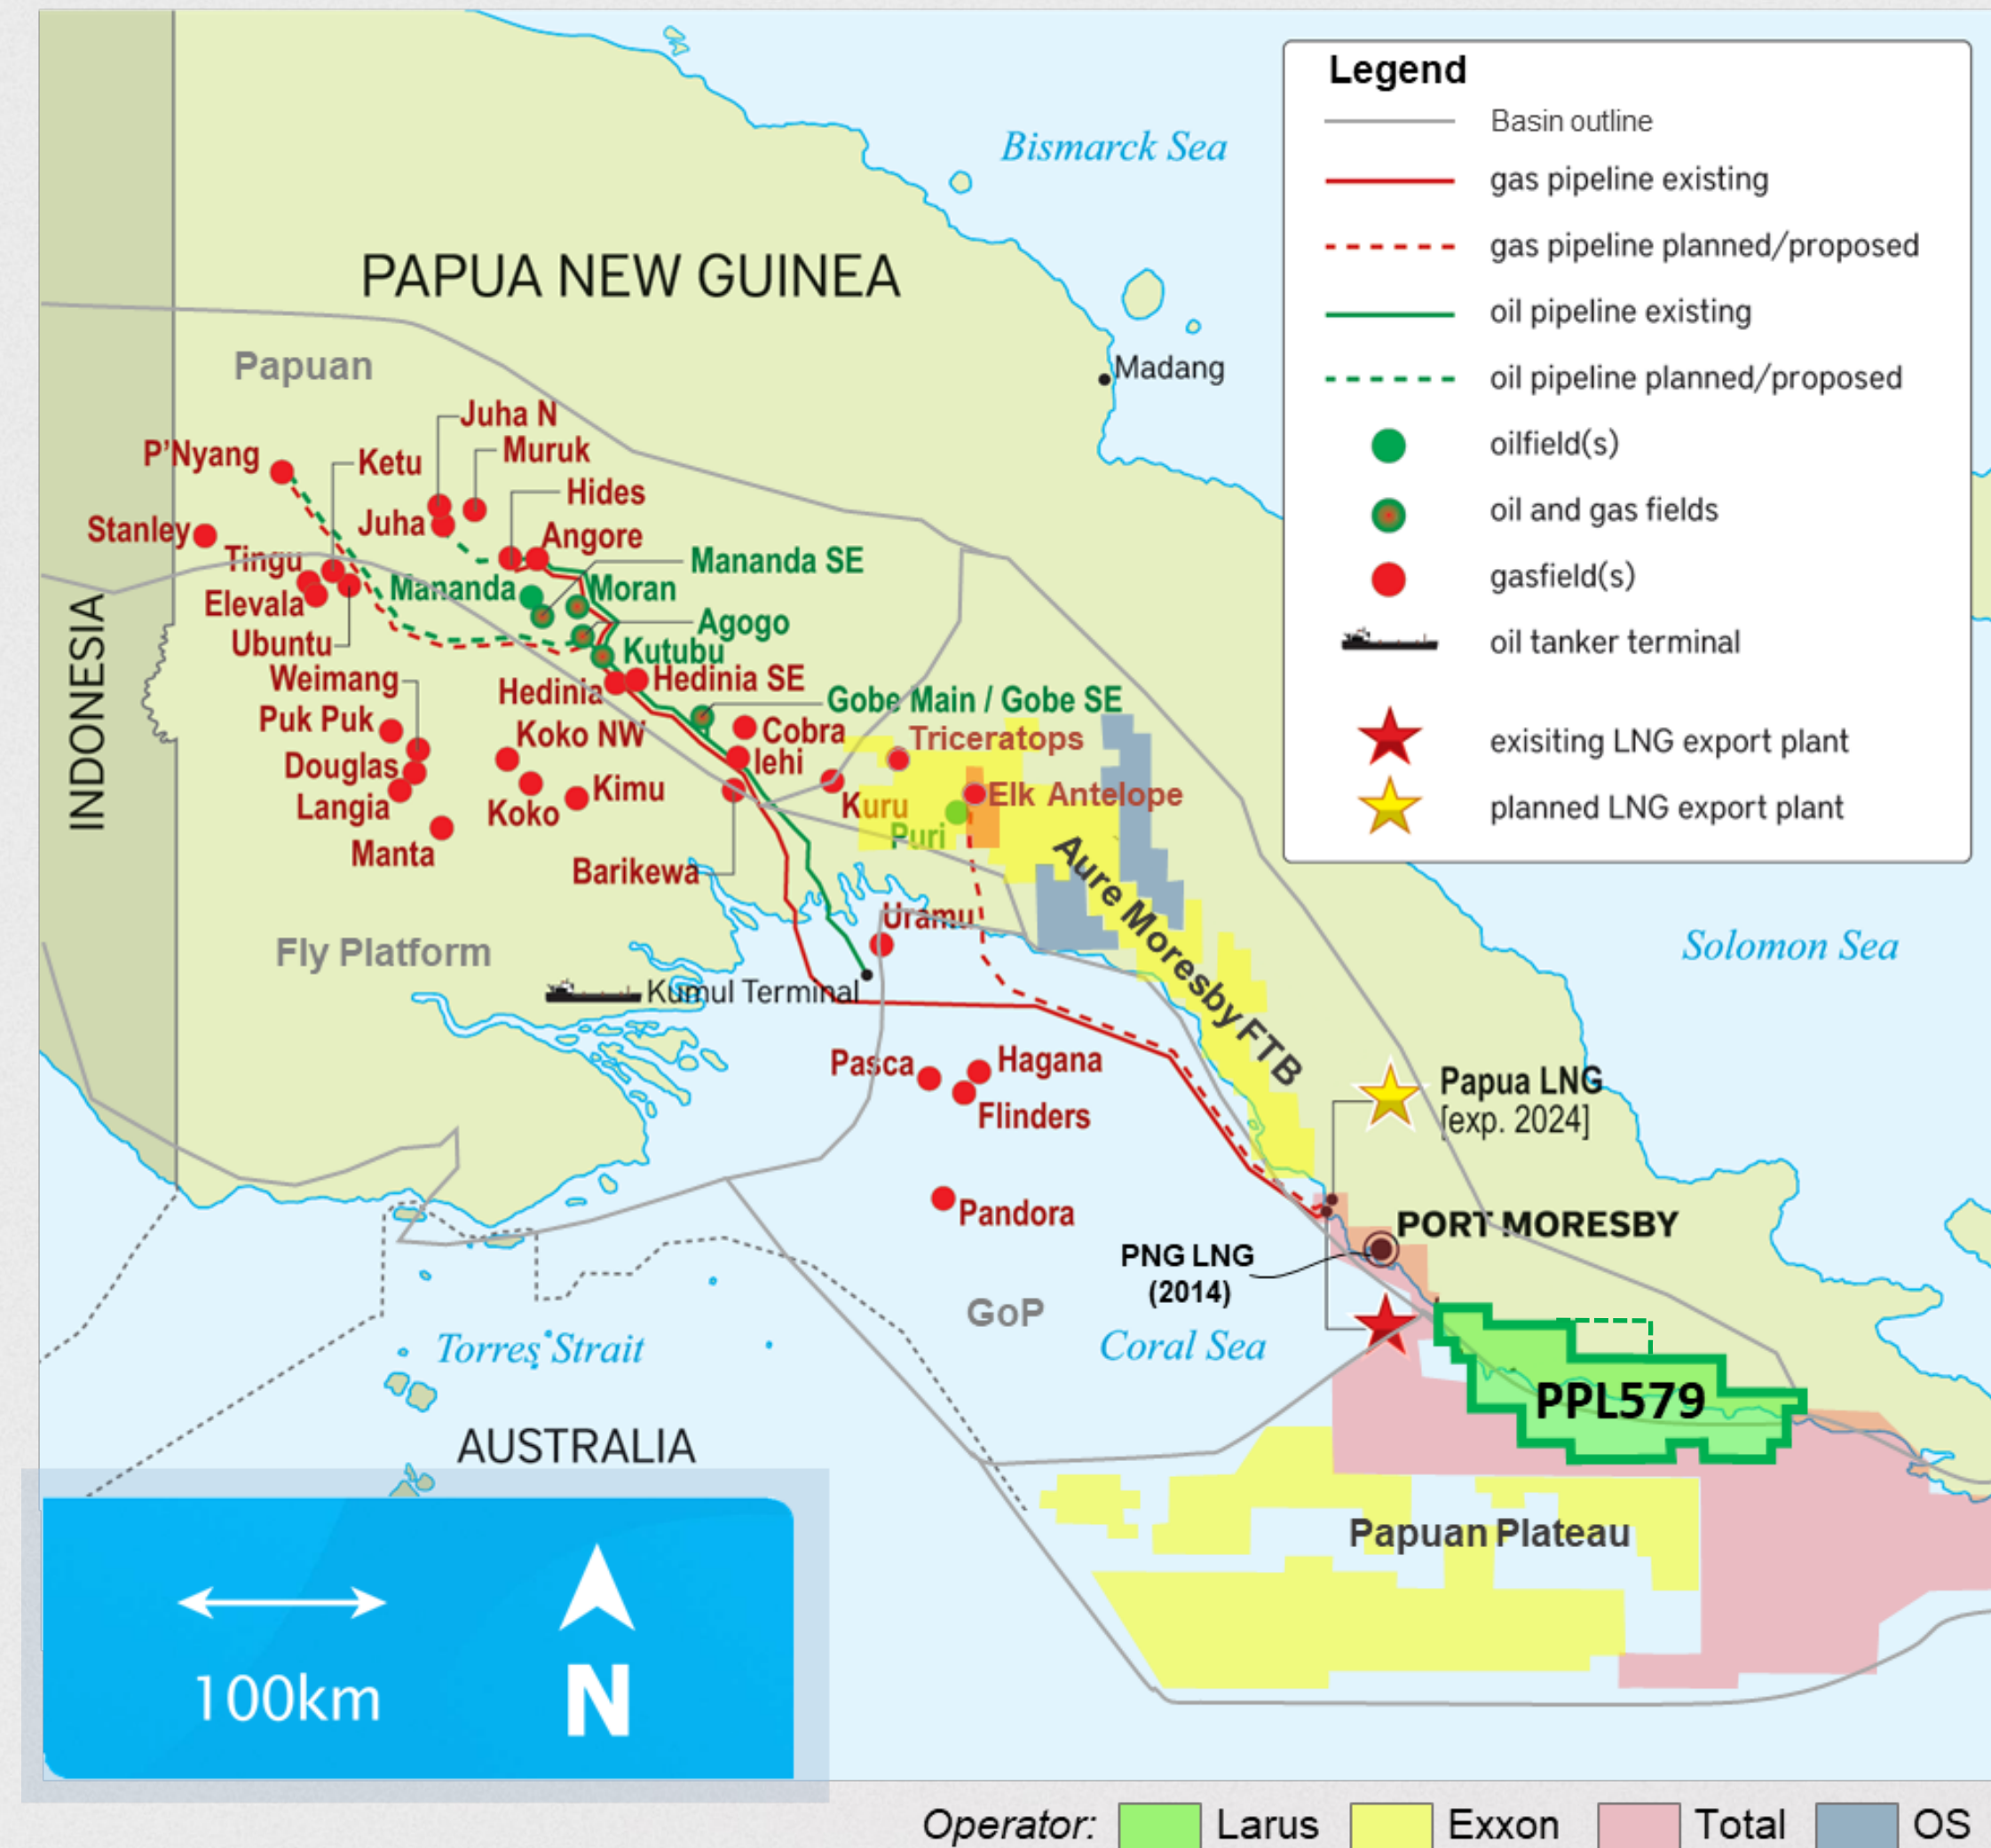 Legend
Basin outline
gas pipeline existing
gas pipeline planned/proposed
oil pipeline existing
oil pipeline planned/proposed
oilfield(s)
oil and gas fields
gasfield(s)
oil tanker terminal
exisiting LNG export plant
planned LNG export plant
Bismarck Sea
PAPUA NEW GUINEA
Madang
Papuan
Juha N
P'Nyang
Ketu
Muruk
Hides
Stanley
Juha
Angore
Tingu
Mananda SE
Mananda
Moran
Elevala
Agogo
Ubuntu
Kutubu
INDONESIA
Weimang
Hedinia
Hedinia SE
Gobe Main / Gobe SE
Puk Puk
Koko NW
Cobra
Triceratops
Douglas
Iehi
Langia
Koko
Kimu
Kuru
Elk Antelope
Puri
Manta
Barikewa
Aure Moresby FTB
Uramu
Fly Platform
Kumul Terminal
Solomon Sea
Pasca
Hagana
Flinders
Papua LNG
[exp. 2024]
Pandora
PORT MORESBY
PNG LNG
(2014)
GoP
Torres Strait
Coral Sea
PPL579
AUSTRALIA
Papuan Plateau
100km
N
Operator: Larus Exxon Total OS